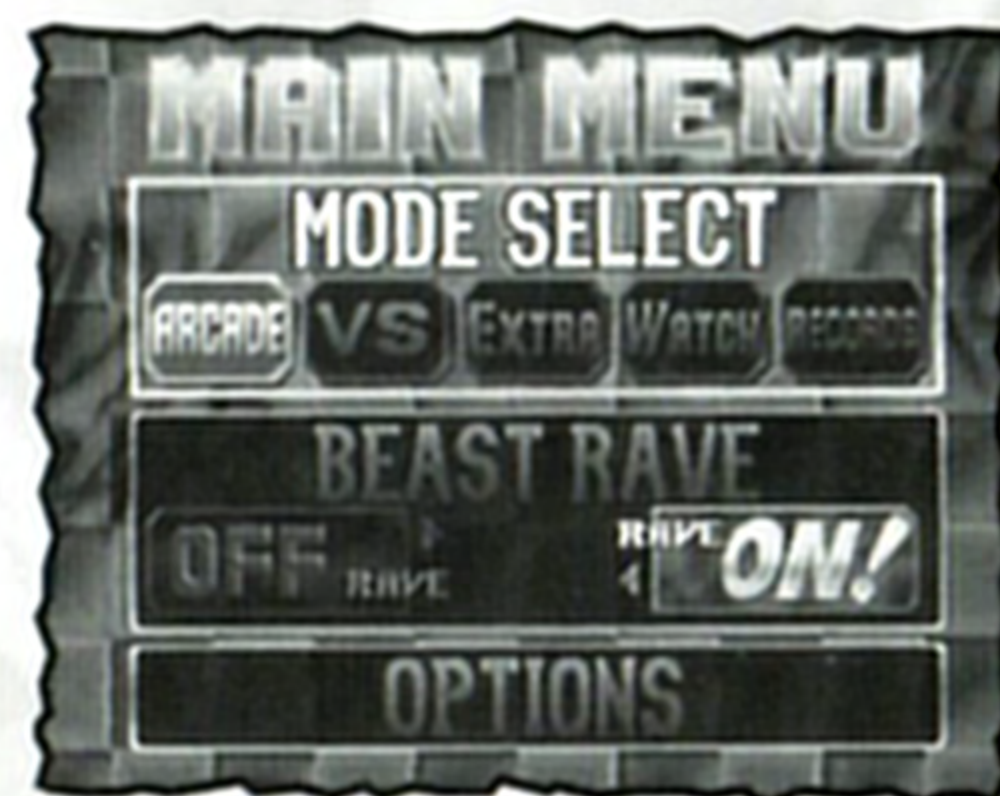 MAIN MENU
MODE SELECT
ARCADE VS EXTRA WATCH RECORDS
BEAST RAVE
OFF RAVE RAVE ON!
OPTIONS